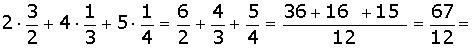 2 · 3/2 + 4 · 1/3 + 5 · 1/4 = 6/2 + 4/3 + 5/4 = (36 + 16 + 15)/12 = 67/12 =